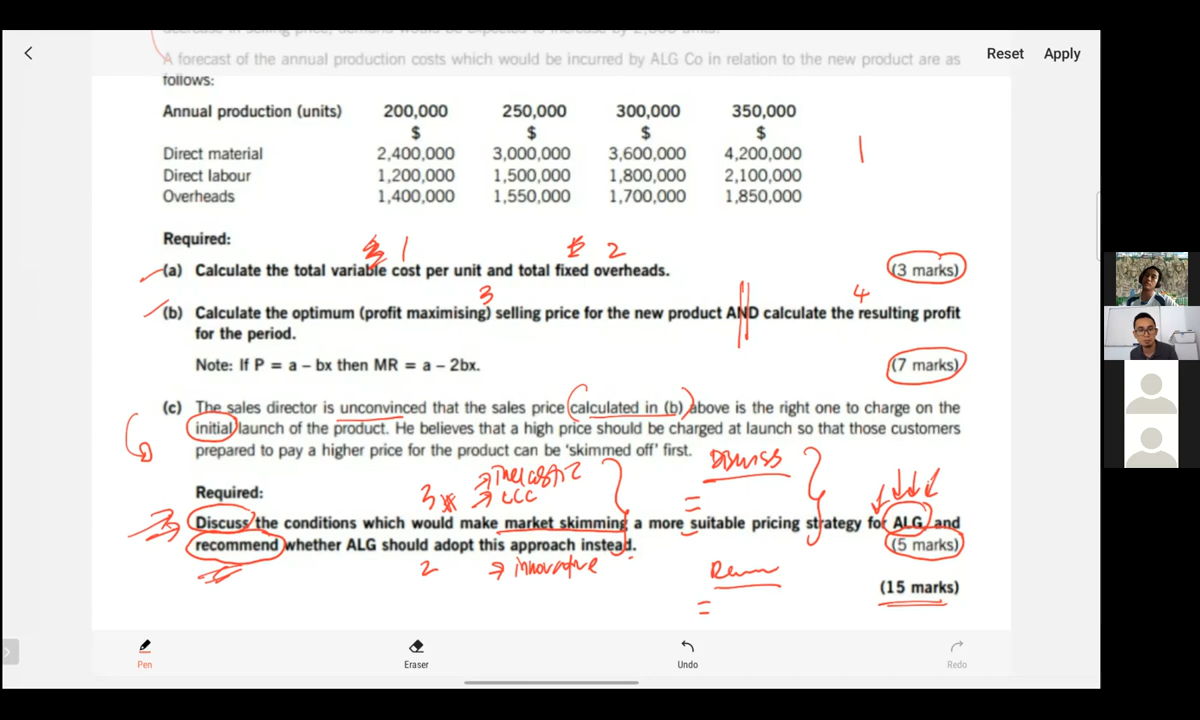 A forecast of the annual production costs which would be incurred by ALG Co in relation to the new product are as
Reset Apply
follows:
Annual production (units) 200,000 250,000 300,000 350,000
$ $ $ $
Direct material 2,400,000 3,000,000 3,600,000 4,200,000
Direct labour 1,200,000 1,500,000 1,800,000 2,100,000
Overheads 1,400,000 1,550,000 1,700,000 1,850,000
Required:
1 2
(a) Calculate the total variable cost per unit and total fixed overheads. (3 marks)
3 4
(b) Calculate the optimum (profit maximising) selling price for the new product AND calculate the resulting profit
for the period.
Note: If P = a – bx then MR = a – 2bx. (7 marks)
(c) The sales director is unconvinced that the sales price calculated in (b) above is the right one to charge on the
initial launch of the product. He believes that a high price should be charged at launch so that those customers
prepared to pay a higher price for the product can be ‘skimmed off’ first.
Discuss
Inelastic
Required:
3 LCC
Discuss the conditions which would make market skimming a more suitable pricing strategy for ALG and
recommend whether ALG should adopt this approach instead. (5 marks)
2 innovative
(15 marks)
Pen Eraser Undo Redo